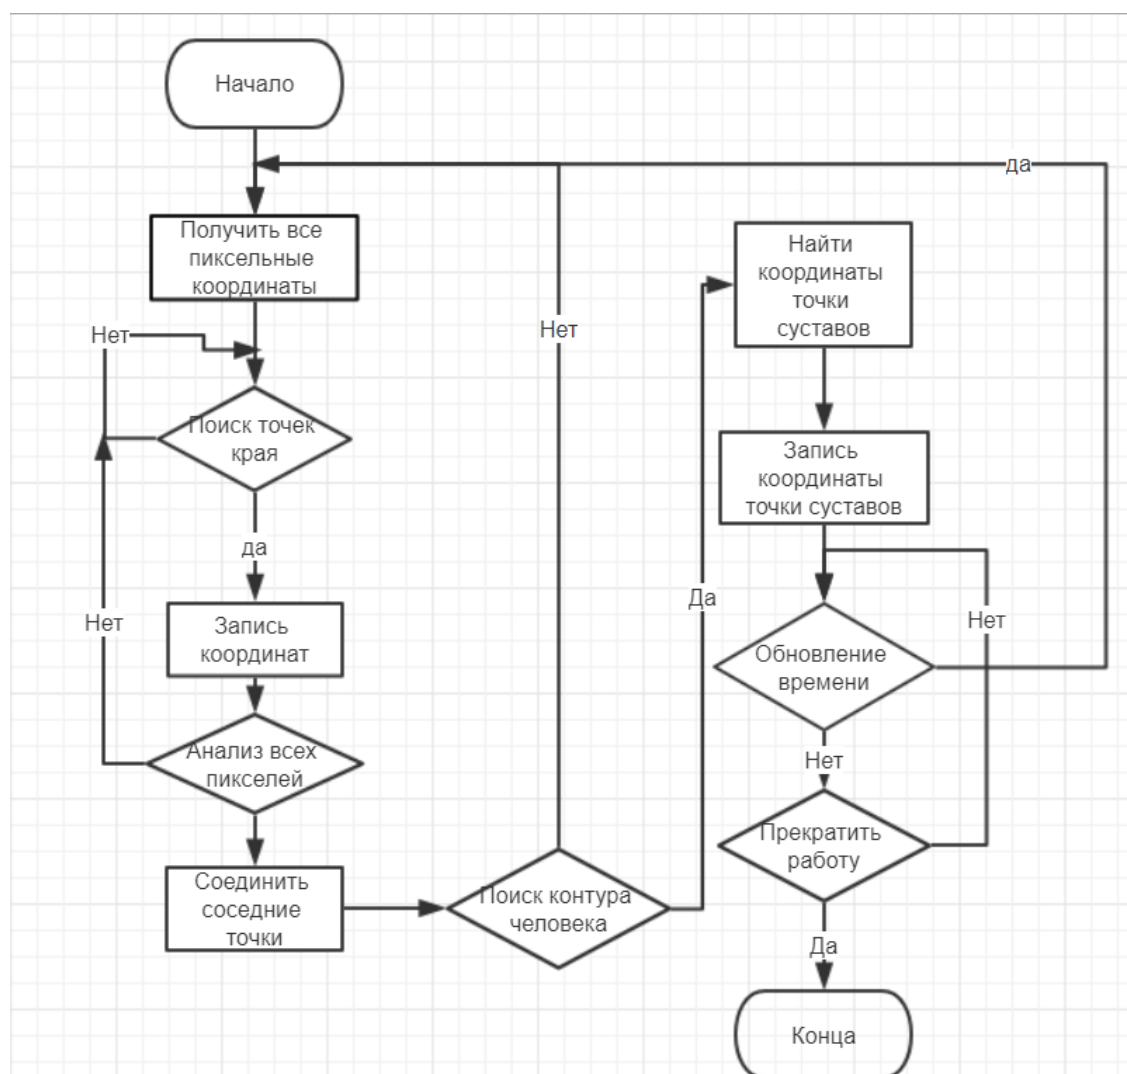 Начало
да
Получить все
пиксельные
координаты
Найти
координаты
точки
суставов
Нет
Нет
Поиск точек
края
Запись
координаты
точки суставов
да
Да
Нет
Запись
координат
Нет
Обновление
времени
Анализ всех
пикселей
Нет
Прекратить
работу
Соединить
соседние
точки
Поиск контура
человека
Да
Конца